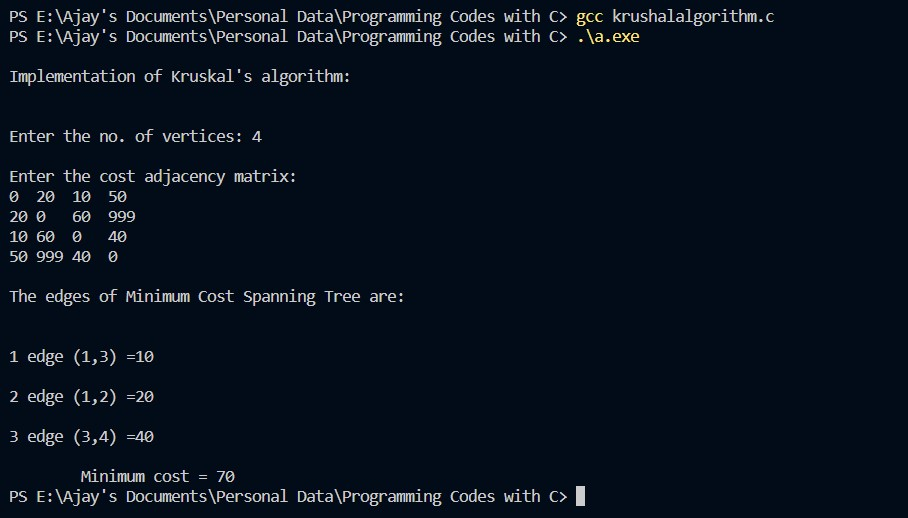 PS E:\Ajay's Documents\Personal Data\Programming Codes with C> gcc krushalalgorithm.c
PS E:\Ajay's Documents\Personal Data\Programming Codes with C> .\a.exe
Implementation of Kruskal's algorithm:
Enter the no. of vertices: 4
Enter the cost adjacency matrix:
0  20  10  50
20 0   60  999
10 60  0   40
50 999 40  0
The edges of Minimum Cost Spanning Tree are:
1 edge (1,3) =10
2 edge (1,2) =20
3 edge (3,4) =40
        Minimum cost = 70
PS E:\Ajay's Documents\Personal Data\Programming Codes with C>